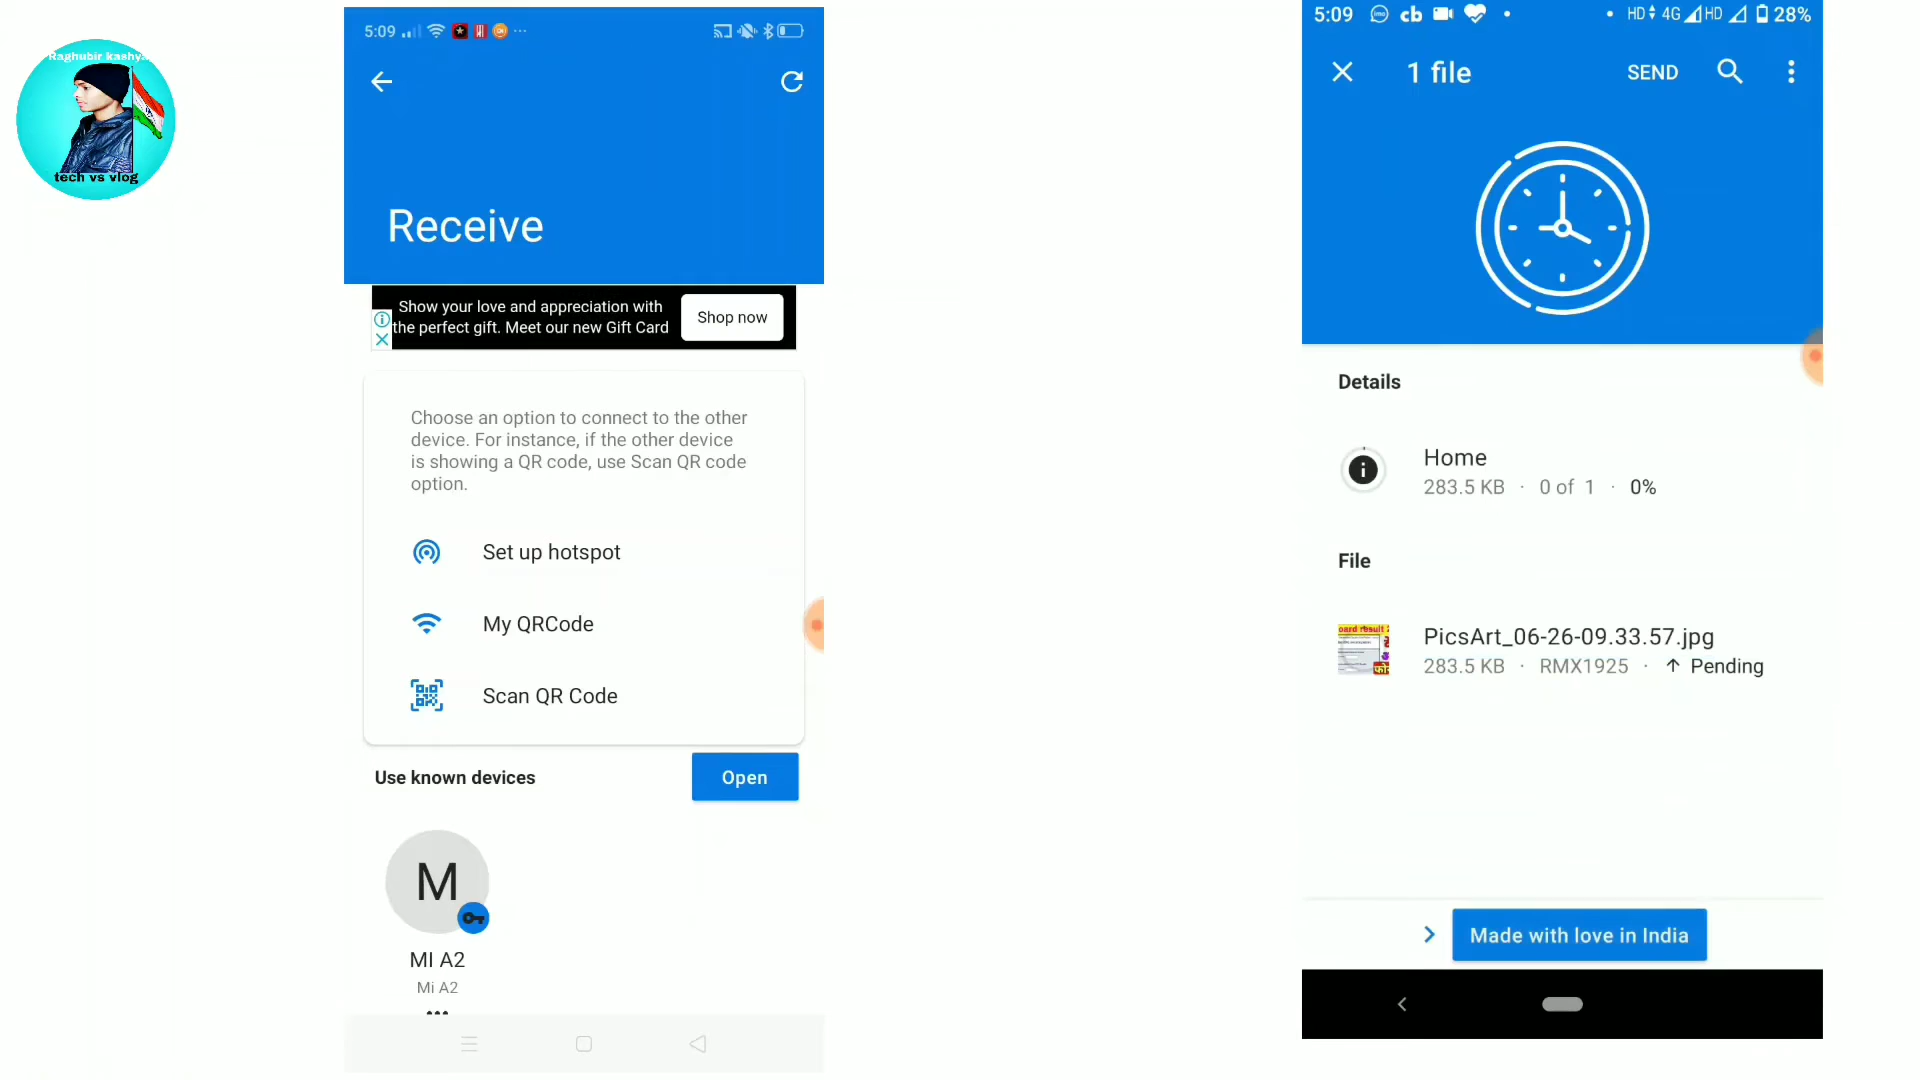 Raghubir kashya
tech vs vlog
5:09
Receive
Show your love and appreciation with
the perfect gift. Meet our new Gift Card
Shop now
Choose an option to connect to the other
device. For instance, if the other device
is showing a QR code, use Scan QR code
option.
Set up hotspot
My QRCode
Scan QR Code
Use known devices
Open
M
MI A2
Mi A2
5:09 imo cb HD 4G HD 28%
1 file
SEND
Details
Home
283.5 KB · 0 of 1 · 0%
File
oard result
फो
PicsArt_06-26-09.33.57.jpg
283.5 KB · RMX1925 · ↑ Pending
Made with love in India